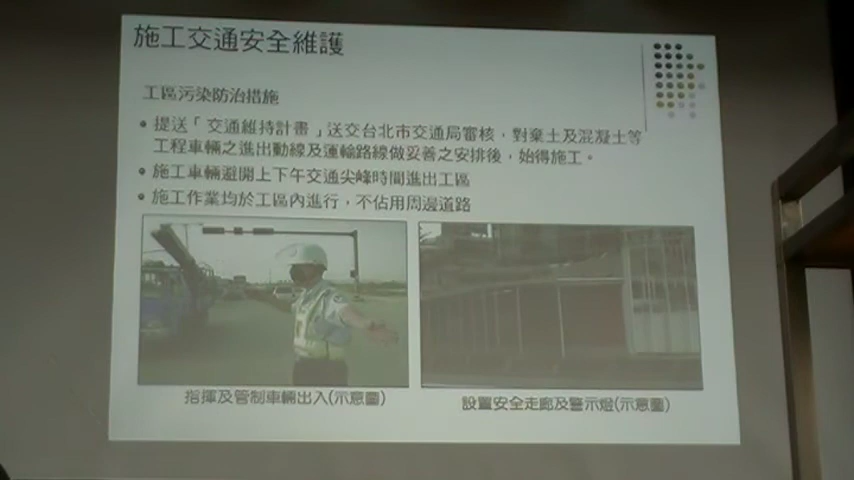 施工交通安全維護
工區污染防治措施
•提送「交通維持計畫」送交台北市交通局審核，對棄土及混凝土等
工程車輛之進出動線及運輸路線做妥善之安排後，始得施工。
•施工車輛避開上下午交通尖峰時間進出工區
•施工作業均於工區內進行，不佔用周邊道路
指揮及管制車輛出入(示意圖)
設置安全走廊及警示燈(示意圖)